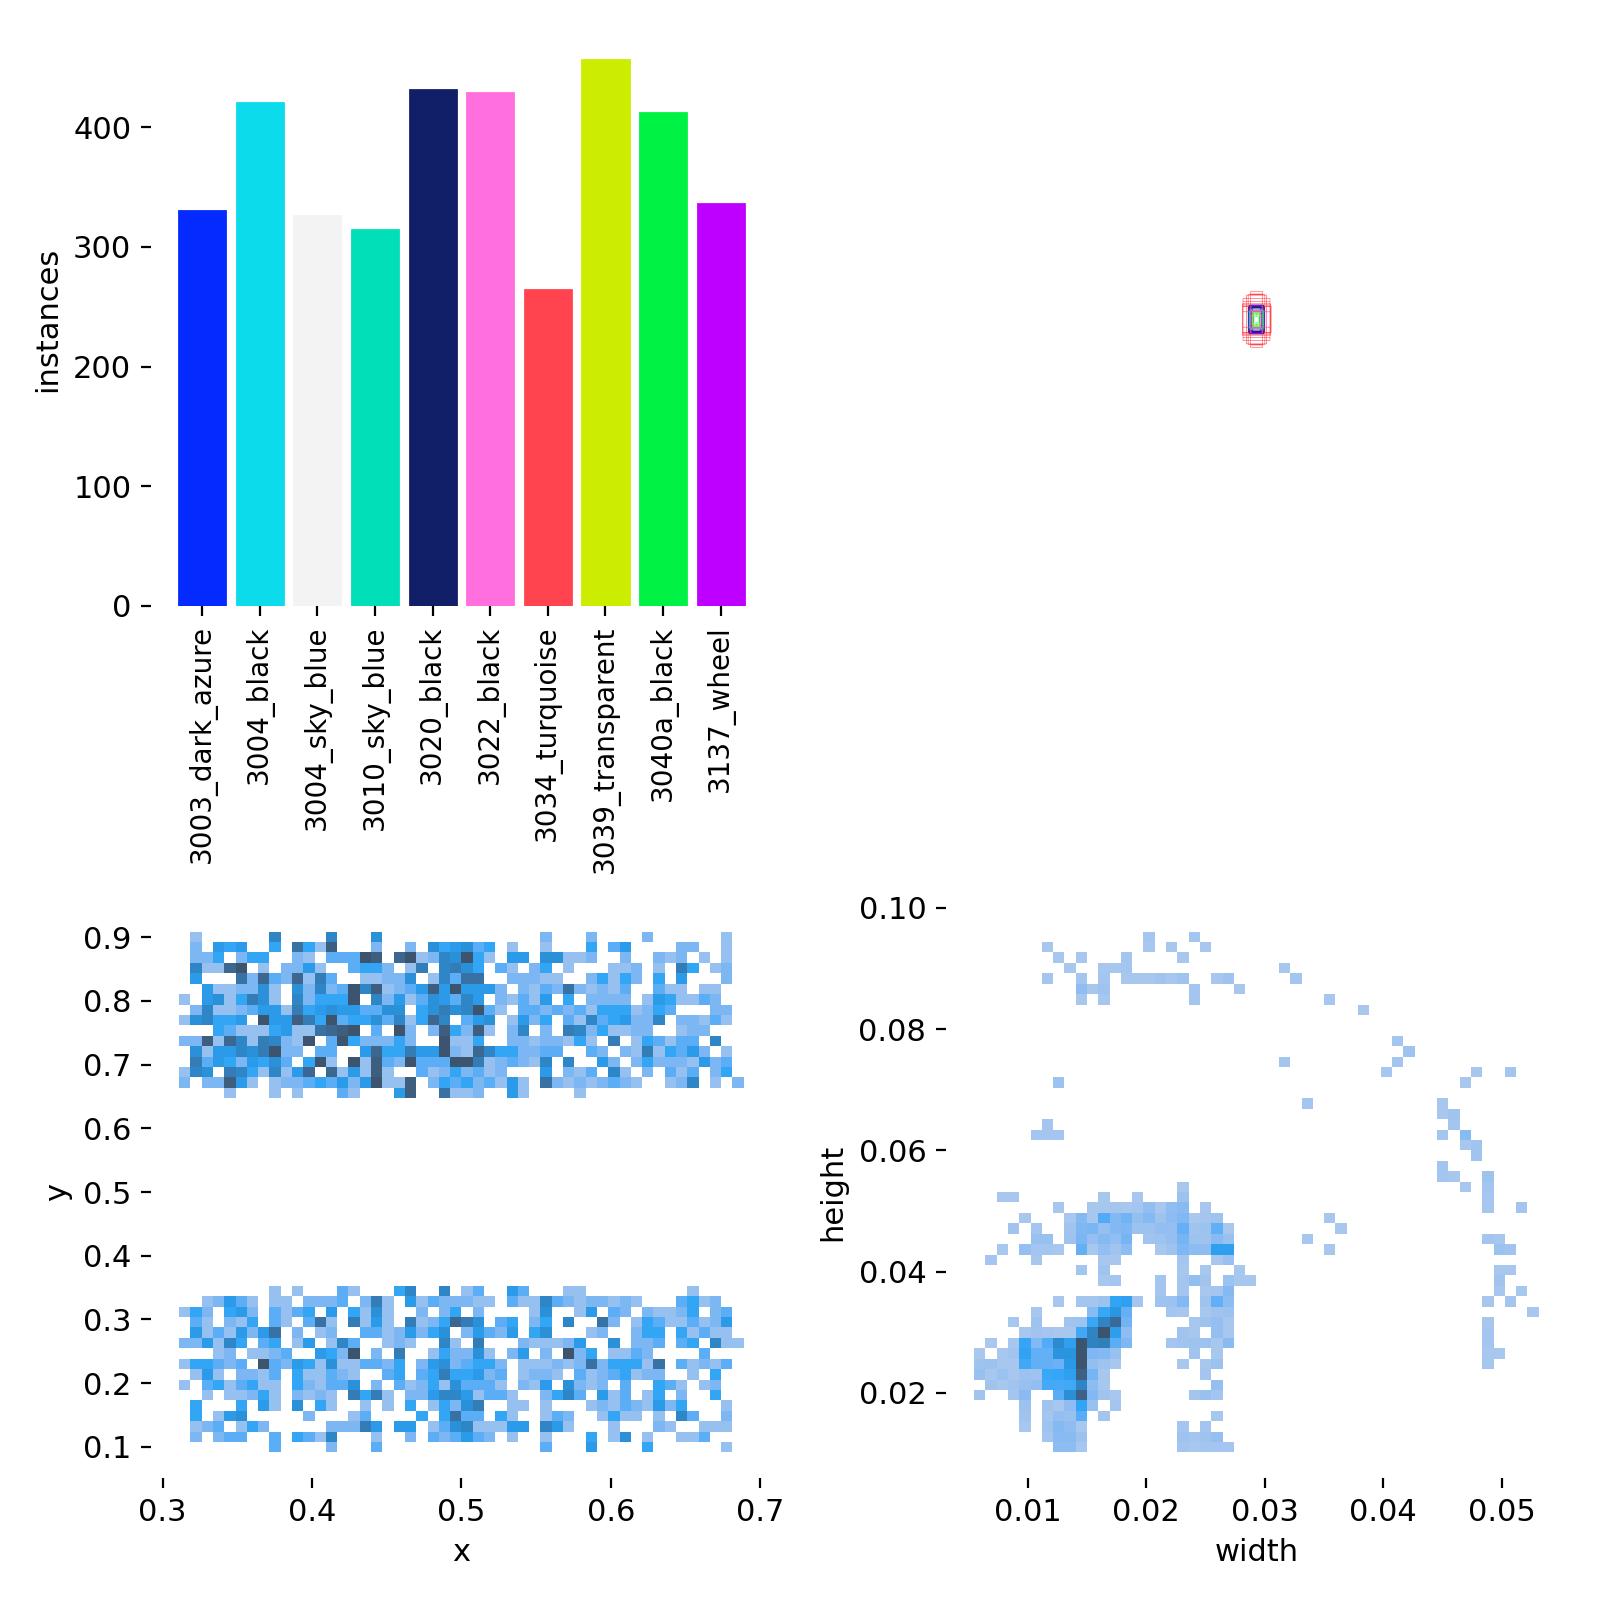 400
300
200
100
0
instances
3003_dark_azure
3004_black
3004_sky_blue
3010_sky_blue
3020_black
3022_black
3034_turquoise
3039_transparent
3040a_black
3137_wheel
0.9
0.8
0.7
0.6
0.5
0.4
0.3
0.2
0.1
y
0.3 0.4 0.5 0.6 0.7
x
0.10
0.08
0.06
0.04
0.02
height
0.01 0.02 0.03 0.04 0.05
width